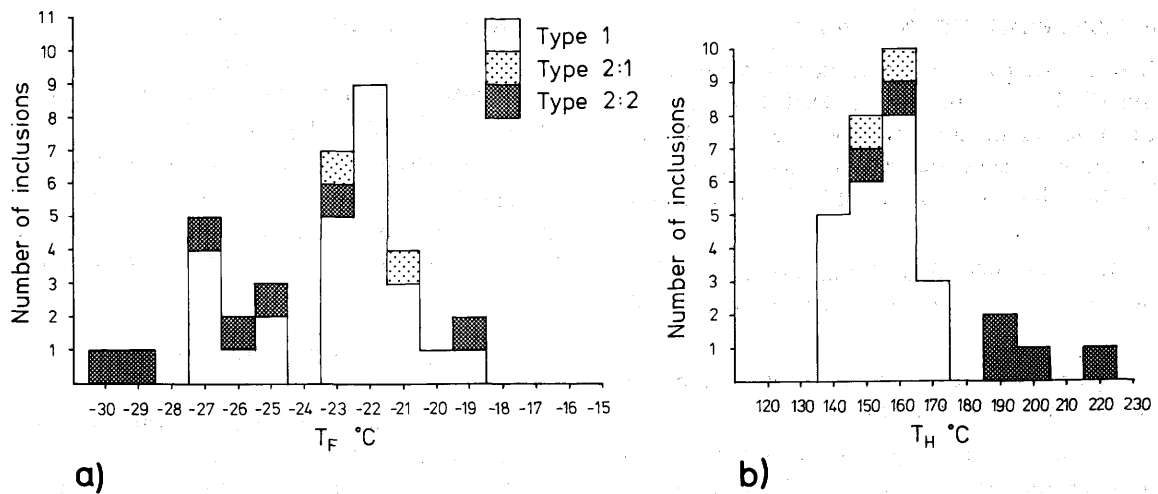 11
10
9
8
7
6
5
4
3
2
1
Number of inclusions
Type 1
Type 2:1
Type 2:2
-30 -29 -28 -27 -26 -25 -24 -23 -22 -21 -20 -19 -18 -17 -16 -15
T_F °C
a)
10
9
8
7
6
5
4
3
2
1
Number of inclusions
120 130 140 150 160 170 180 190 200 210 220 230
T_H °C
b)